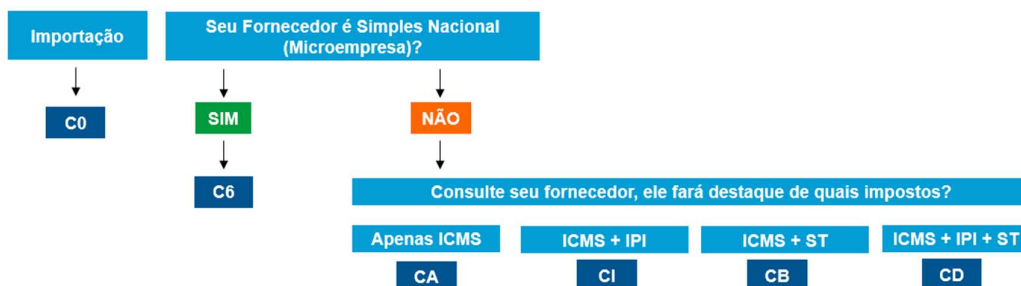 Importação
Seu Fornecedor é Simples Nacional
(Microempresa)?
C0
SIM
NÃO
C6
Consulte seu fornecedor, ele fará destaque de quais impostos?
Apenas ICMS
ICMS + IPI
ICMS + ST
ICMS + IPI + ST
CA
CI
CB
CD